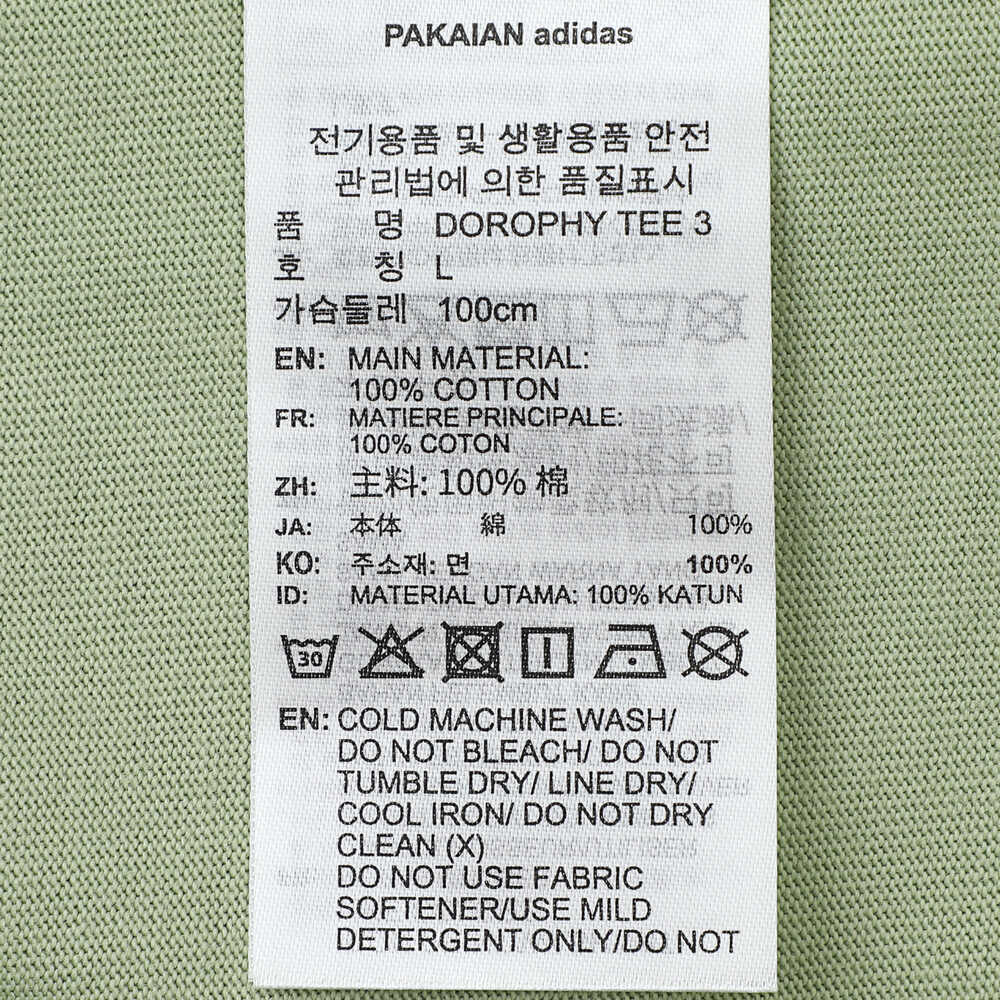 PAKAIAN adidas
전기용품 및 생활용품 안전
관리법에 의한 품질표시
품 명 DOROPHY TEE 3
호 칭 L
가슴둘레 100cm
EN: MAIN MATERIAL:
100% COTTON
FR: MATIERE PRINCIPALE:
100% COTON
ZH: 主料: 100% 棉
JA: 本体 綿 100%
KO: 주소재: 면 100%
ID: MATERIAL UTAMA: 100% KATUN
30
EN: COLD MACHINE WASH/
DO NOT BLEACH/ DO NOT
TUMBLE DRY/ LINE DRY/
COOL IRON/ DO NOT DRY
CLEAN (X)
DO NOT USE FABRIC
SOFTENER/USE MILD
DETERGENT ONLY/DO NOT